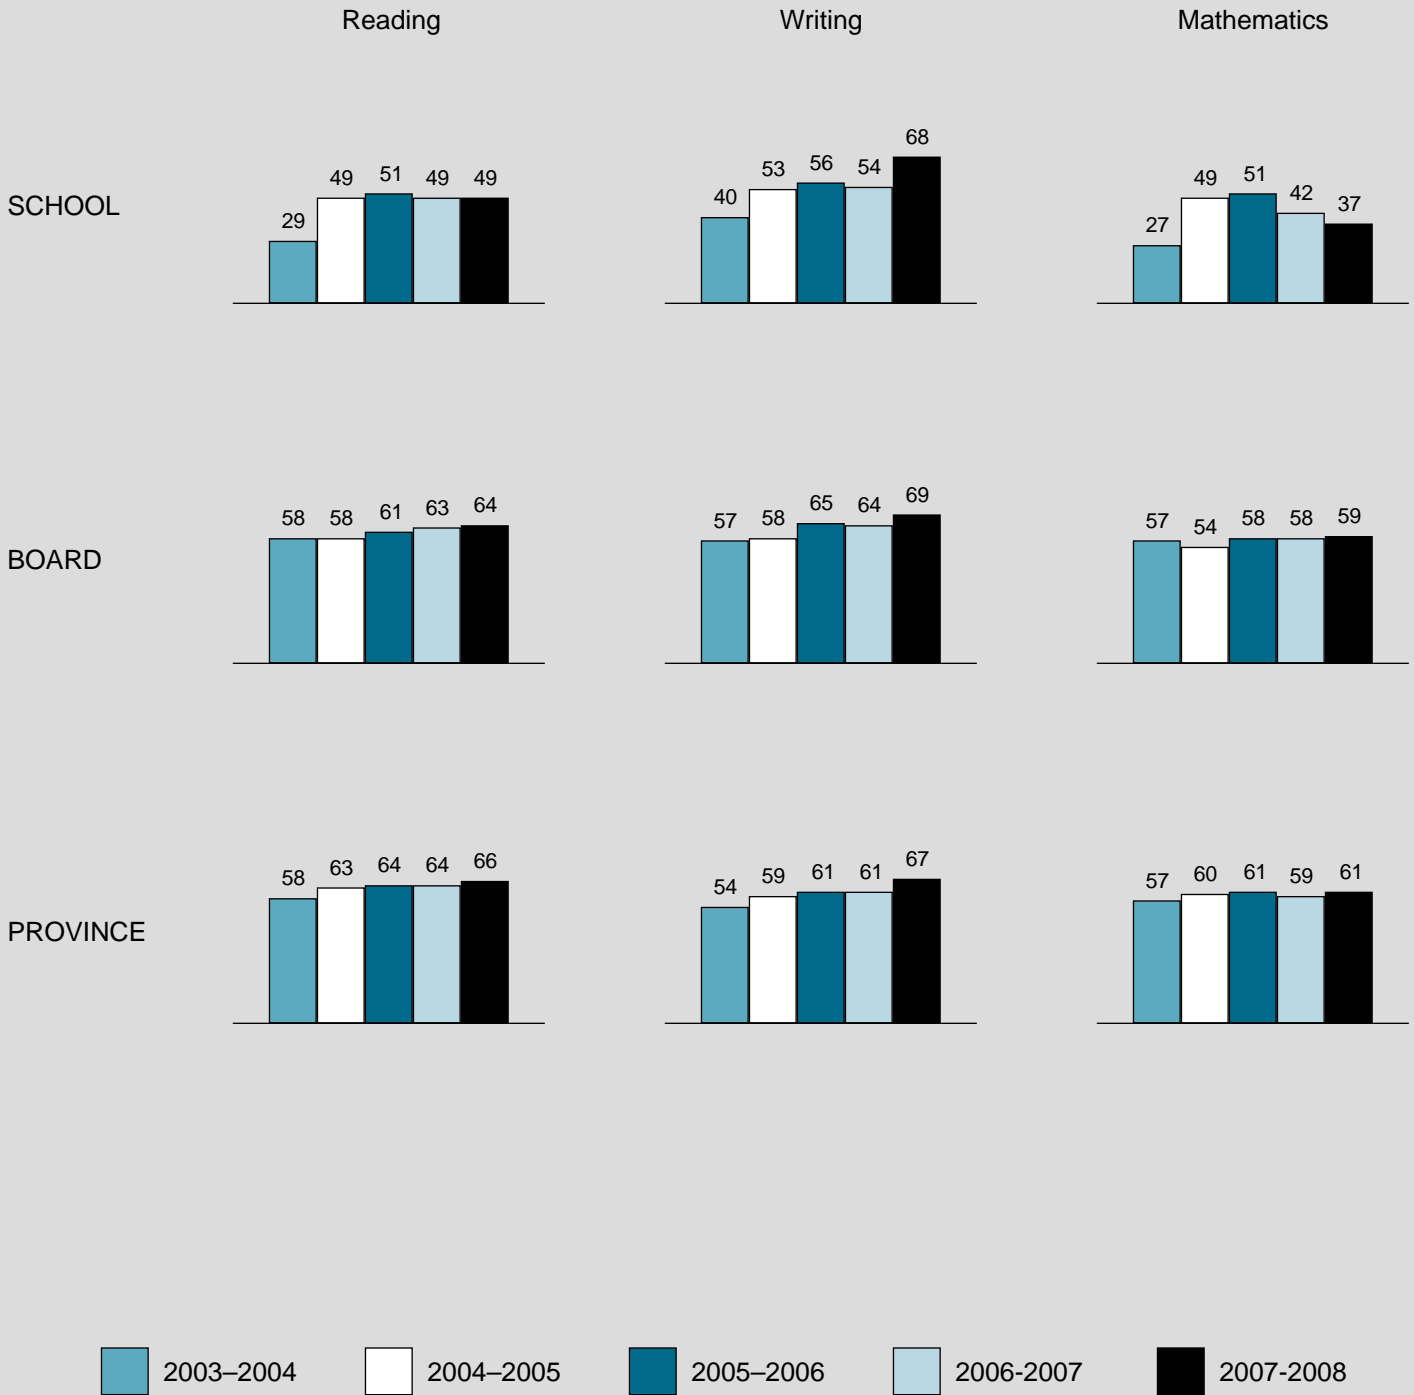 Reading Writing Mathematics
SCHOOL
29 49 51 49 49
40 53 56 54 68
27 49 51 42 37
BOARD
58 58 61 63 64
57 58 65 64 69
57 54 58 58 59
PROVINCE
58 63 64 64 66
54 59 61 61 67
57 60 61 59 61
2003–2004 2004–2005 2005–2006 2006-2007 2007-2008